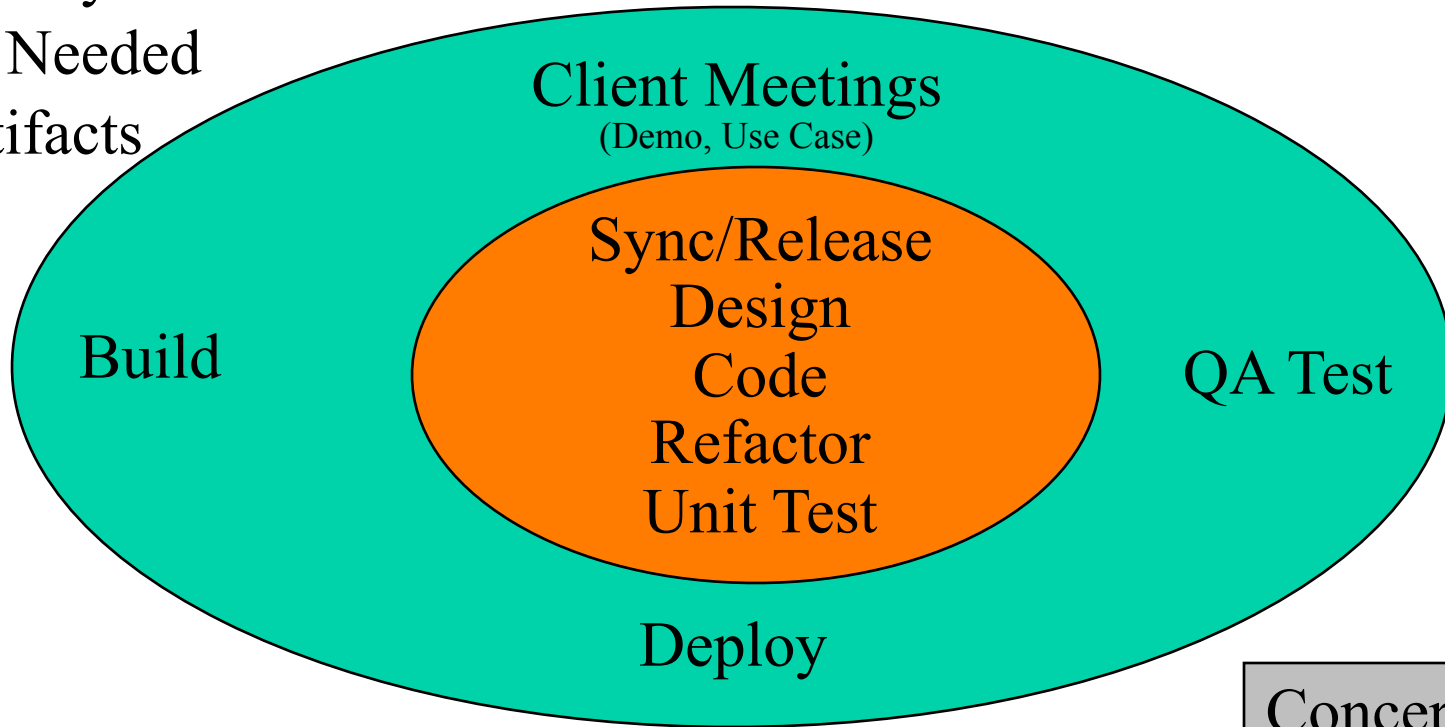 Needed
Client Meetings
(Demo, Use Case)
Sync/Release
Design
Build
Code
QA Test
Refactor
Unit Test
Deploy